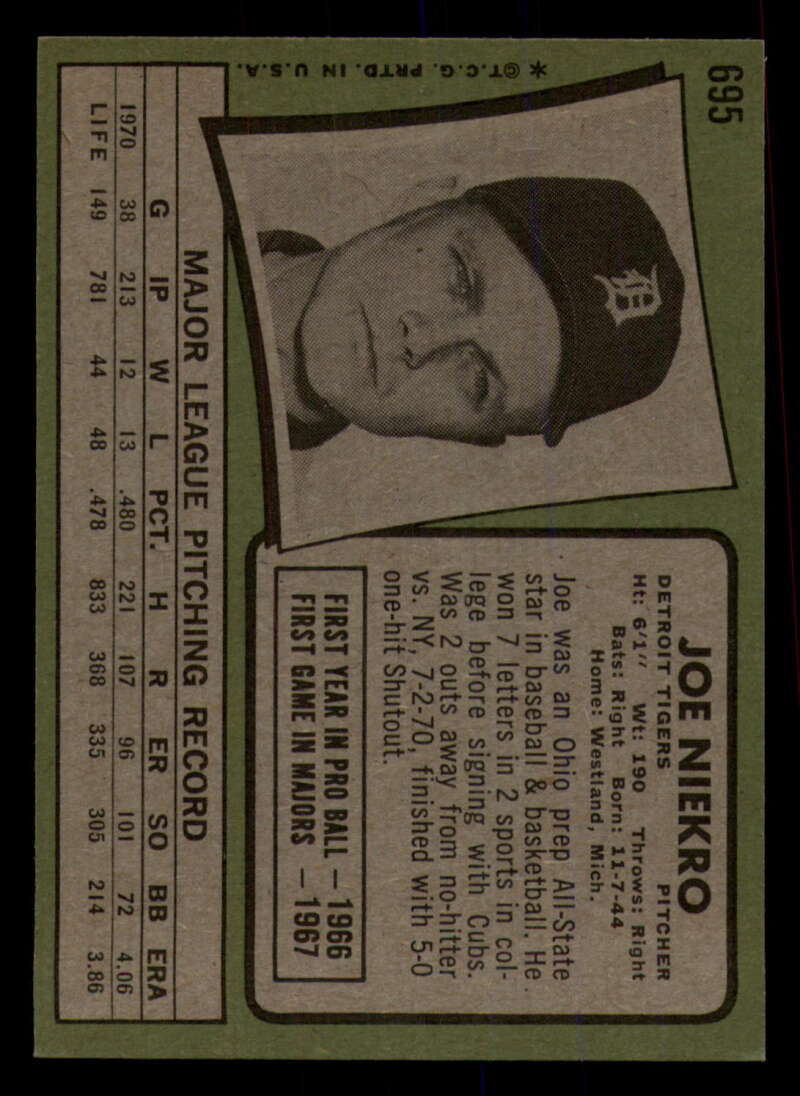 695
✶ ©T.C.G. PRTD. IN U.S.A.
JOE NIEKRO
DETROIT TIGERS PITCHER
Ht: 6'1" Wt: 190 Throws: Right
Bats: Right Born: 11-7-44
Home: Westland, Mich.
Joe was an Ohio prep All-State
star in baseball & basketball. He
won 7 letters in 2 sports in col-
lege before signing with Cubs.
Was 2 outs away from no-hitter
vs. NY, 7-2-70, finished with 5-0
one-hit Shutout.
FIRST YEAR IN PRO BALL — 1966
FIRST GAME IN MAJORS — 1967
MAJOR LEAGUE PITCHING RECORD
G IP W L PCT. H R ER SO BB ERA
1970 38 213 12 13 .480 221 107 96 101 72 4.06
LIFE 149 781 44 48 .478 833 368 335 305 214 3.86